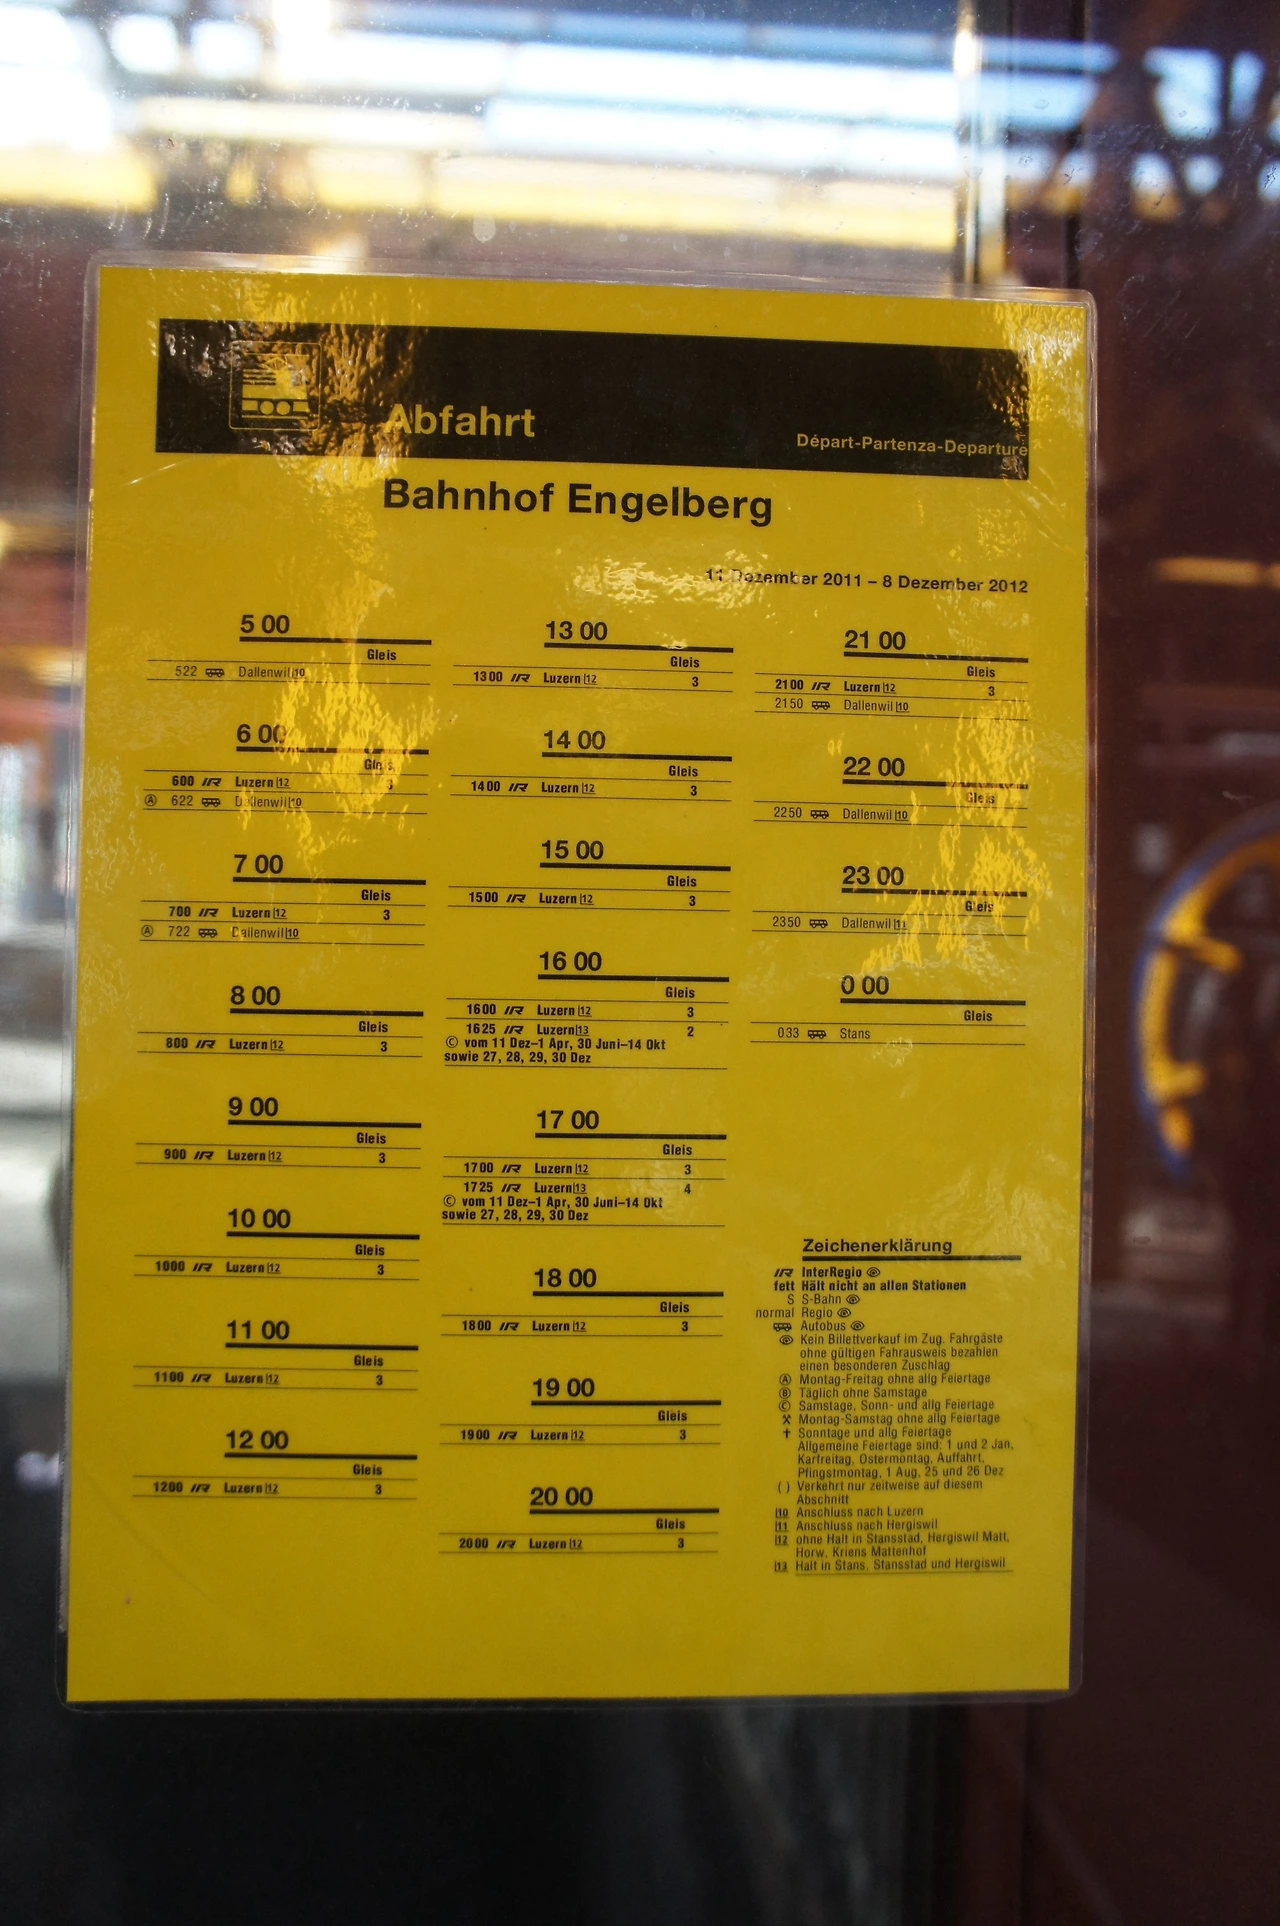 Abfahrt
Départ-Partenza-Departure
Bahnhof Engelberg
11 Dezember 2011 – 8 Dezember 2012
5 00
Gleis
522 Dallenwil 10
6 00
Gleis
600 IR Luzern 12 3
Ⓐ 622 Dallenwil 10
7 00
Gleis
700 IR Luzern 12 3
Ⓐ 722 Dallenwil 10
8 00
Gleis
800 IR Luzern 12 3
9 00
Gleis
900 IR Luzern 12 3
10 00
Gleis
1000 IR Luzern 12 3
11 00
Gleis
1100 IR Luzern 12 3
12 00
Gleis
1200 IR Luzern 12 3
13 00
Gleis
1300 IR Luzern 12 3
14 00
Gleis
1400 IR Luzern 12 3
15 00
Gleis
1500 IR Luzern 12 3
16 00
Gleis
1600 IR Luzern 12 3
1625 IR Luzern 13 2
Ⓒ vom 11 Dez–1 Apr, 30 Juni–14 Okt
sowie 27, 28, 29, 30 Dez
17 00
Gleis
1700 IR Luzern 12 3
1725 IR Luzern 13 4
Ⓒ vom 11 Dez–1 Apr, 30 Juni–14 Okt
sowie 27, 28, 29, 30 Dez
18 00
Gleis
1800 IR Luzern 12 3
19 00
Gleis
1900 IR Luzern 12 3
20 00
Gleis
2000 IR Luzern 12 3
21 00
Gleis
2100 IR Luzern 12 3
2150 Dallenwil 10
22 00
Gleis
2250 Dallenwil 10
23 00
Gleis
2350 Dallenwil 11
0 00
Gleis
033 Stans
Zeichenerklärung
IR InterRegio
fett Hält nicht an allen Stationen
S S-Bahn
normal Regio
Autobus
Kein Billettverkauf im Zug. Fahrgäste
ohne gültigen Fahrausweis bezahlen
einen besonderen Zuschlag
Ⓐ Montag-Freitag ohne allg Feiertage
Ⓑ Täglich ohne Samstage
Ⓒ Samstage, Sonn- und allg Feiertage
Montag-Samstag ohne allg Feiertage
† Sonntage und allg Feiertage
Allgemeine Feiertage sind: 1 und 2 Jan,
Karfreitag, Ostermontag, Auffahrt,
Pfingstmontag, 1 Aug, 25 und 26 Dez
( ) Verkehrt nur zeitweise auf diesem
Abschnitt
10 Anschluss nach Luzern
11 Anschluss nach Hergiswil
12 ohne Halt in Stansstad, Hergiswil Matt,
Horw, Kriens Mattenhof
13 Halt in Stans, Stansstad und Hergiswil